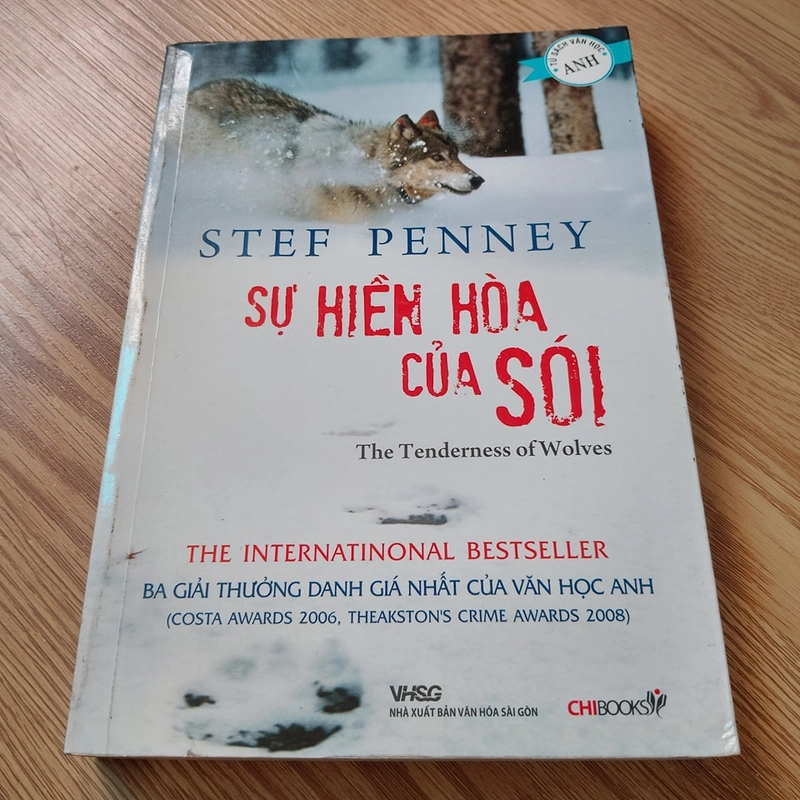 TỦ SÁCH VĂN HỌC
ANH
STEF PENNEY
SỰ HIỀN HÒA
CỦA SÓI
The Tenderness of Wolves
THE INTERNATINONAL BESTSELLER
BA GIẢI THƯỞNG DANH GIÁ NHẤT CỦA VĂN HỌC ANH
(COSTA AWARDS 2006, THEAKSTON'S CRIME AWARDS 2008)
VHSG
NHÀ XUẤT BẢN VĂN HÓA SÀI GÒN
CHIBOOKS